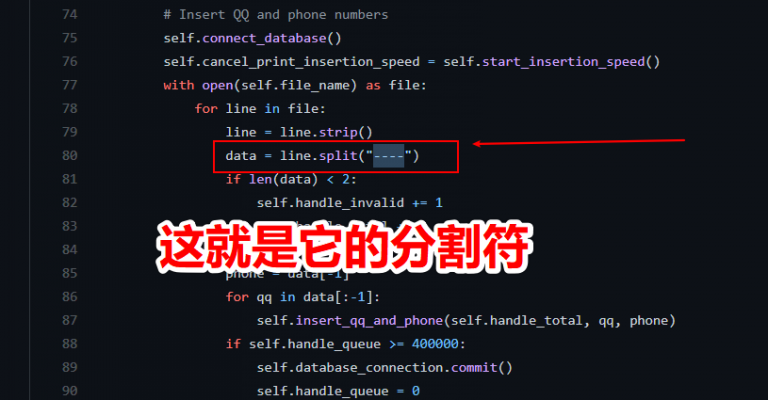 74 # Insert QQ and phone numbers
75 self.connect_database()
76 self.cancel_print_insertion_speed = self.start_insertion_speed()
77 with open(self.file_name) as file:
78 for line in file:
79 line = line.strip()
80 data = line.split("----")
81 if len(data) < 2:
82 self.handle_invalid += 1
83
这就是它的分割符
84
85 phone = data[-1]
86 for qq in data[:-1]:
87 self.insert_qq_and_phone(self.handle_total, qq, phone)
88 if self.handle_queue >= 400000:
89 self.database_connection.commit()
90 self.handle_queue = 0